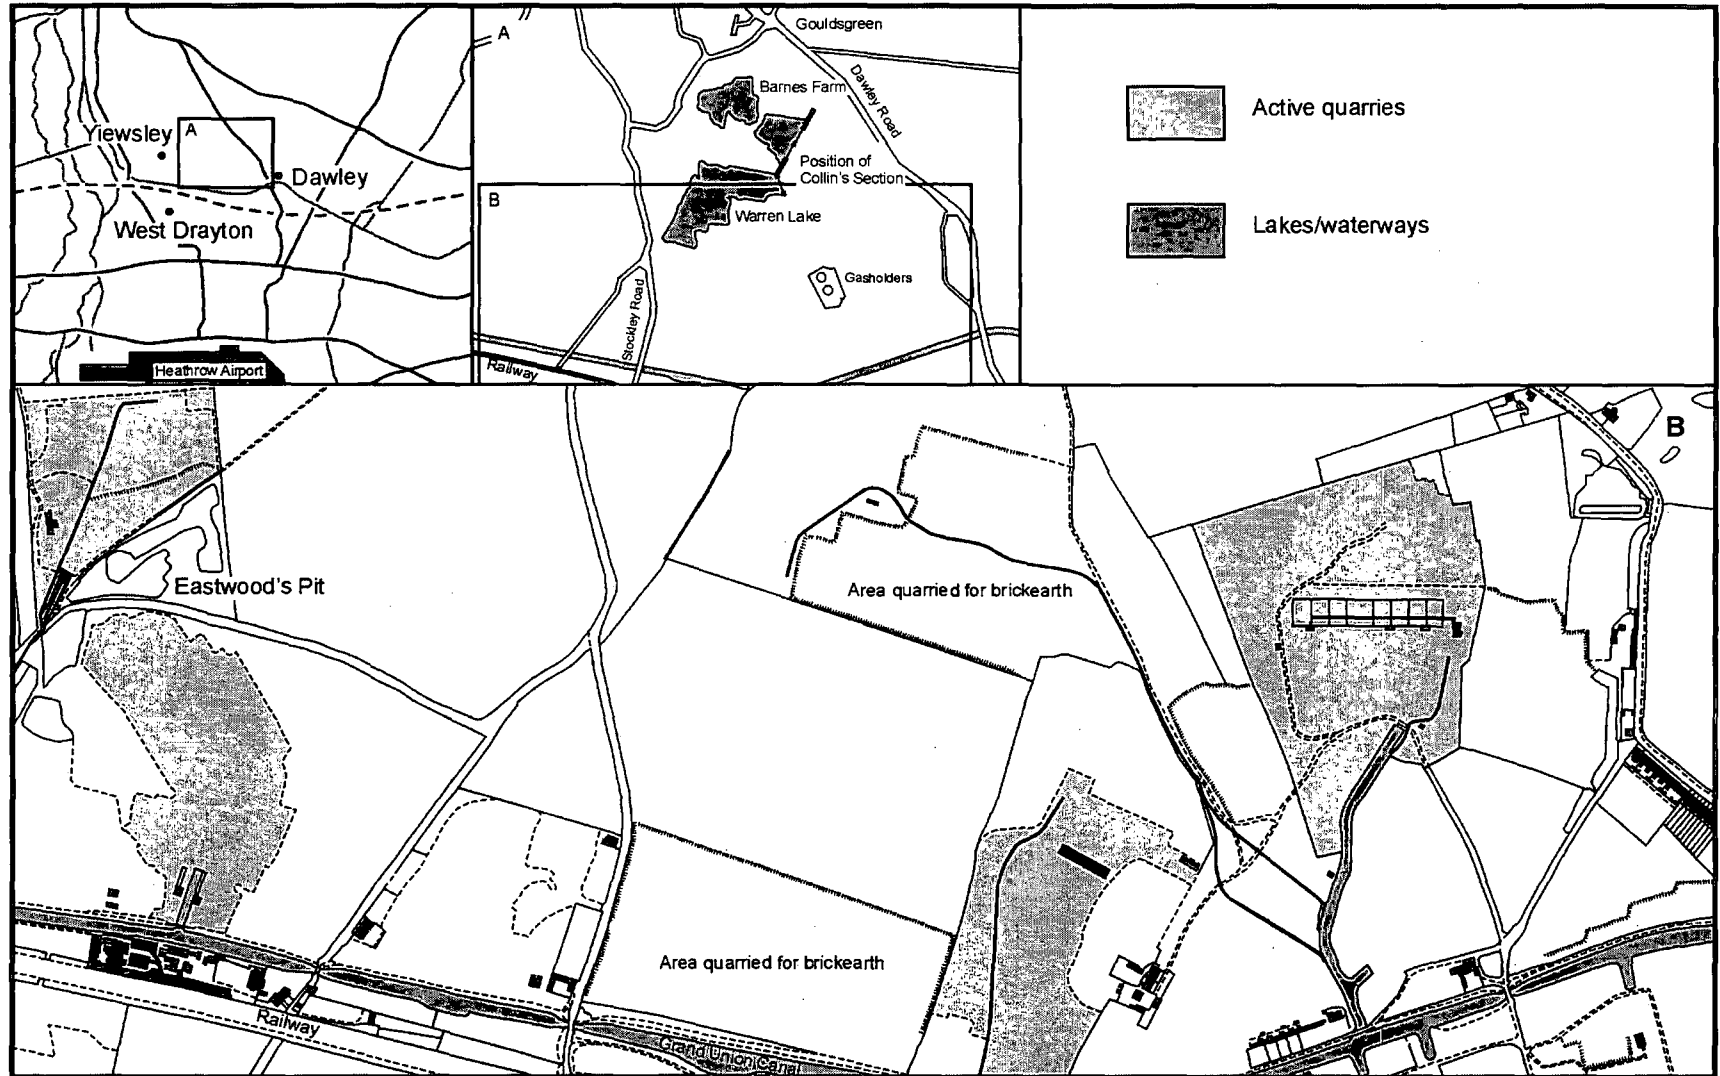 Yiewsley
A
Dawley
West Drayton
Heathrow Airport
A
Gouldsgreen
Barnes Farm
Dawley Road
Position of
Collin's Section
B
Warren Lake
Gasholders
Stockley Road
Railway
Active quarries
Lakes/waterways
B
Eastwood's Pit
Area quarried for brickearth
Area quarried for brickearth
Railway
Grand Union Canal